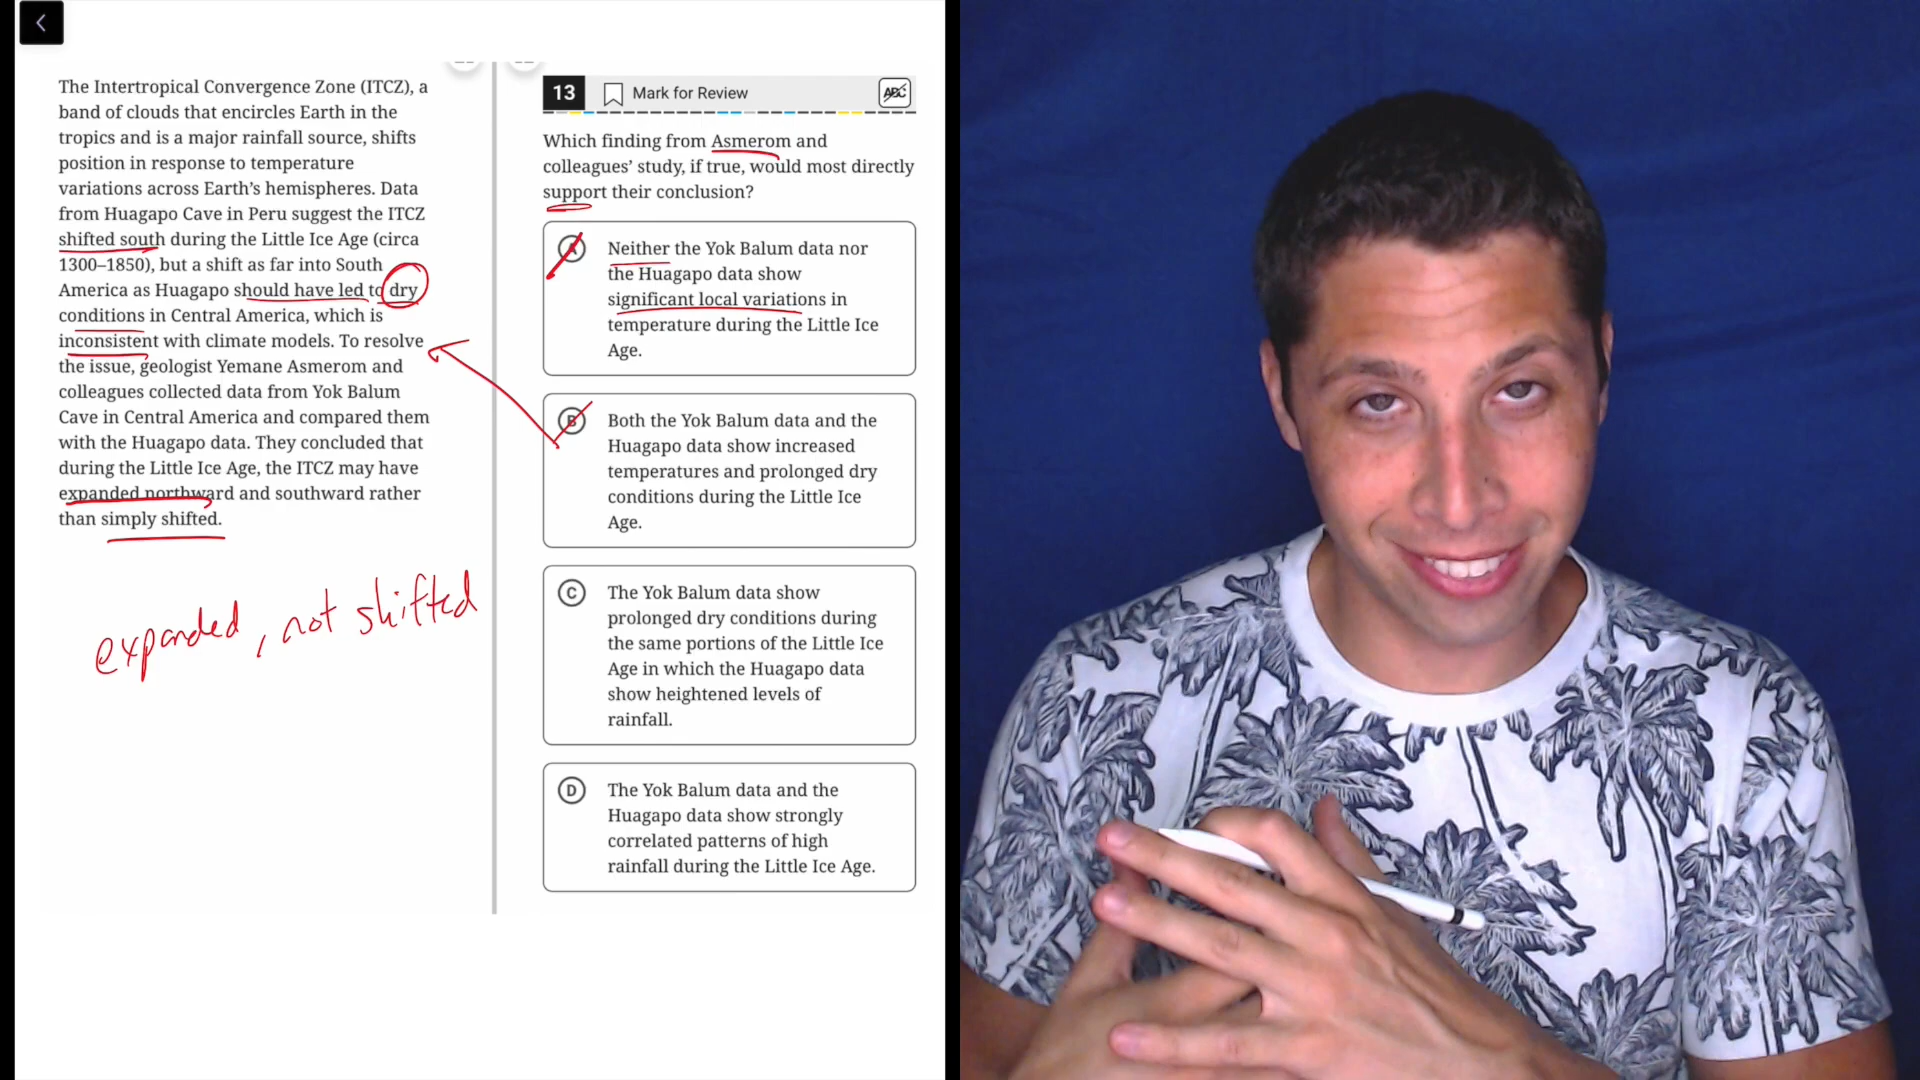 The Intertropical Convergence Zone (ITCZ), a
band of clouds that encircles Earth in the
tropics and is a major rainfall source, shifts
position in response to temperature
variations across Earth’s hemispheres. Data
from Huagapo Cave in Peru suggest the ITCZ
shifted south during the Little Ice Age (circa
1300–1850), but a shift as far into South
America as Huagapo should have led to dry
conditions in Central America, which is
inconsistent with climate models. To resolve
the issue, geologist Yemane Asmerom and
colleagues collected data from Yok Balum
Cave in Central America and compared them
with the Huagapo data. They concluded that
during the Little Ice Age, the ITCZ may have
expanded northward and southward rather
than simply shifted.
expanded, not shifted
13 Mark for Review ABC
Which finding from Asmerom and
colleagues’ study, if true, would most directly
support their conclusion?
A Neither the Yok Balum data nor
the Huagapo data show
significant local variations in
temperature during the Little Ice
Age.
B Both the Yok Balum data and the
Huagapo data show increased
temperatures and prolonged dry
conditions during the Little Ice
Age.
C The Yok Balum data show
prolonged dry conditions during
the same portions of the Little Ice
Age in which the Huagapo data
show heightened levels of
rainfall.
D The Yok Balum data and the
Huagapo data show strongly
correlated patterns of high
rainfall during the Little Ice Age.